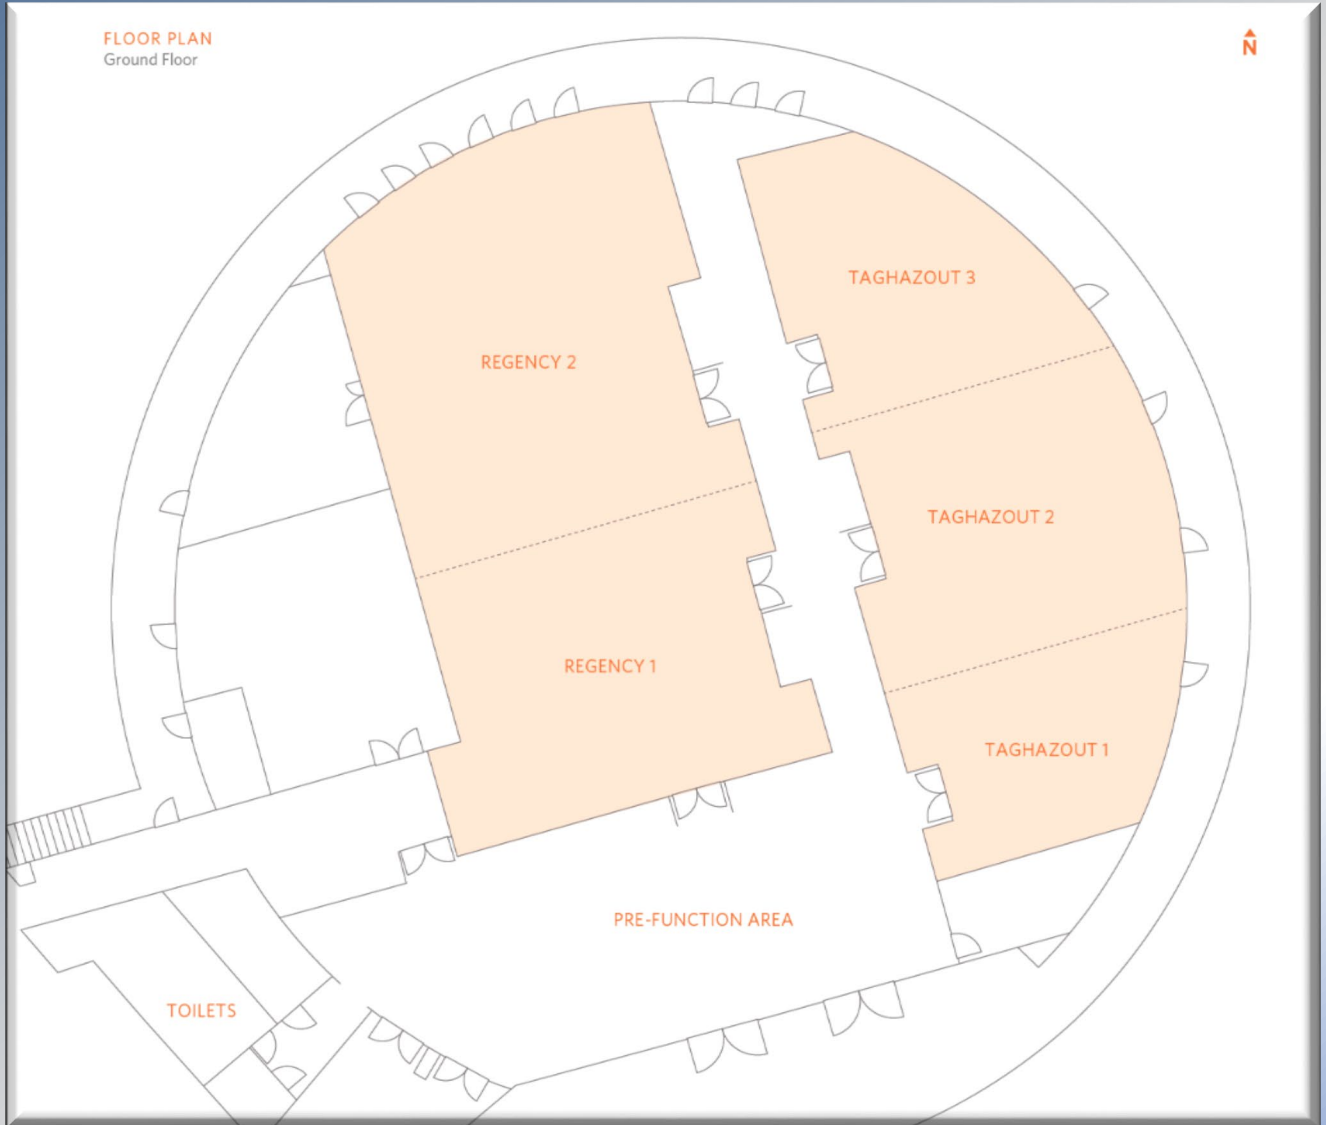 FLOOR PLAN
Ground Floor
N
TAGHAZOUT 3
REGENCY 2
TAGHAZOUT 2
REGENCY 1
TAGHAZOUT 1
PRE-FUNCTION AREA
TOILETS